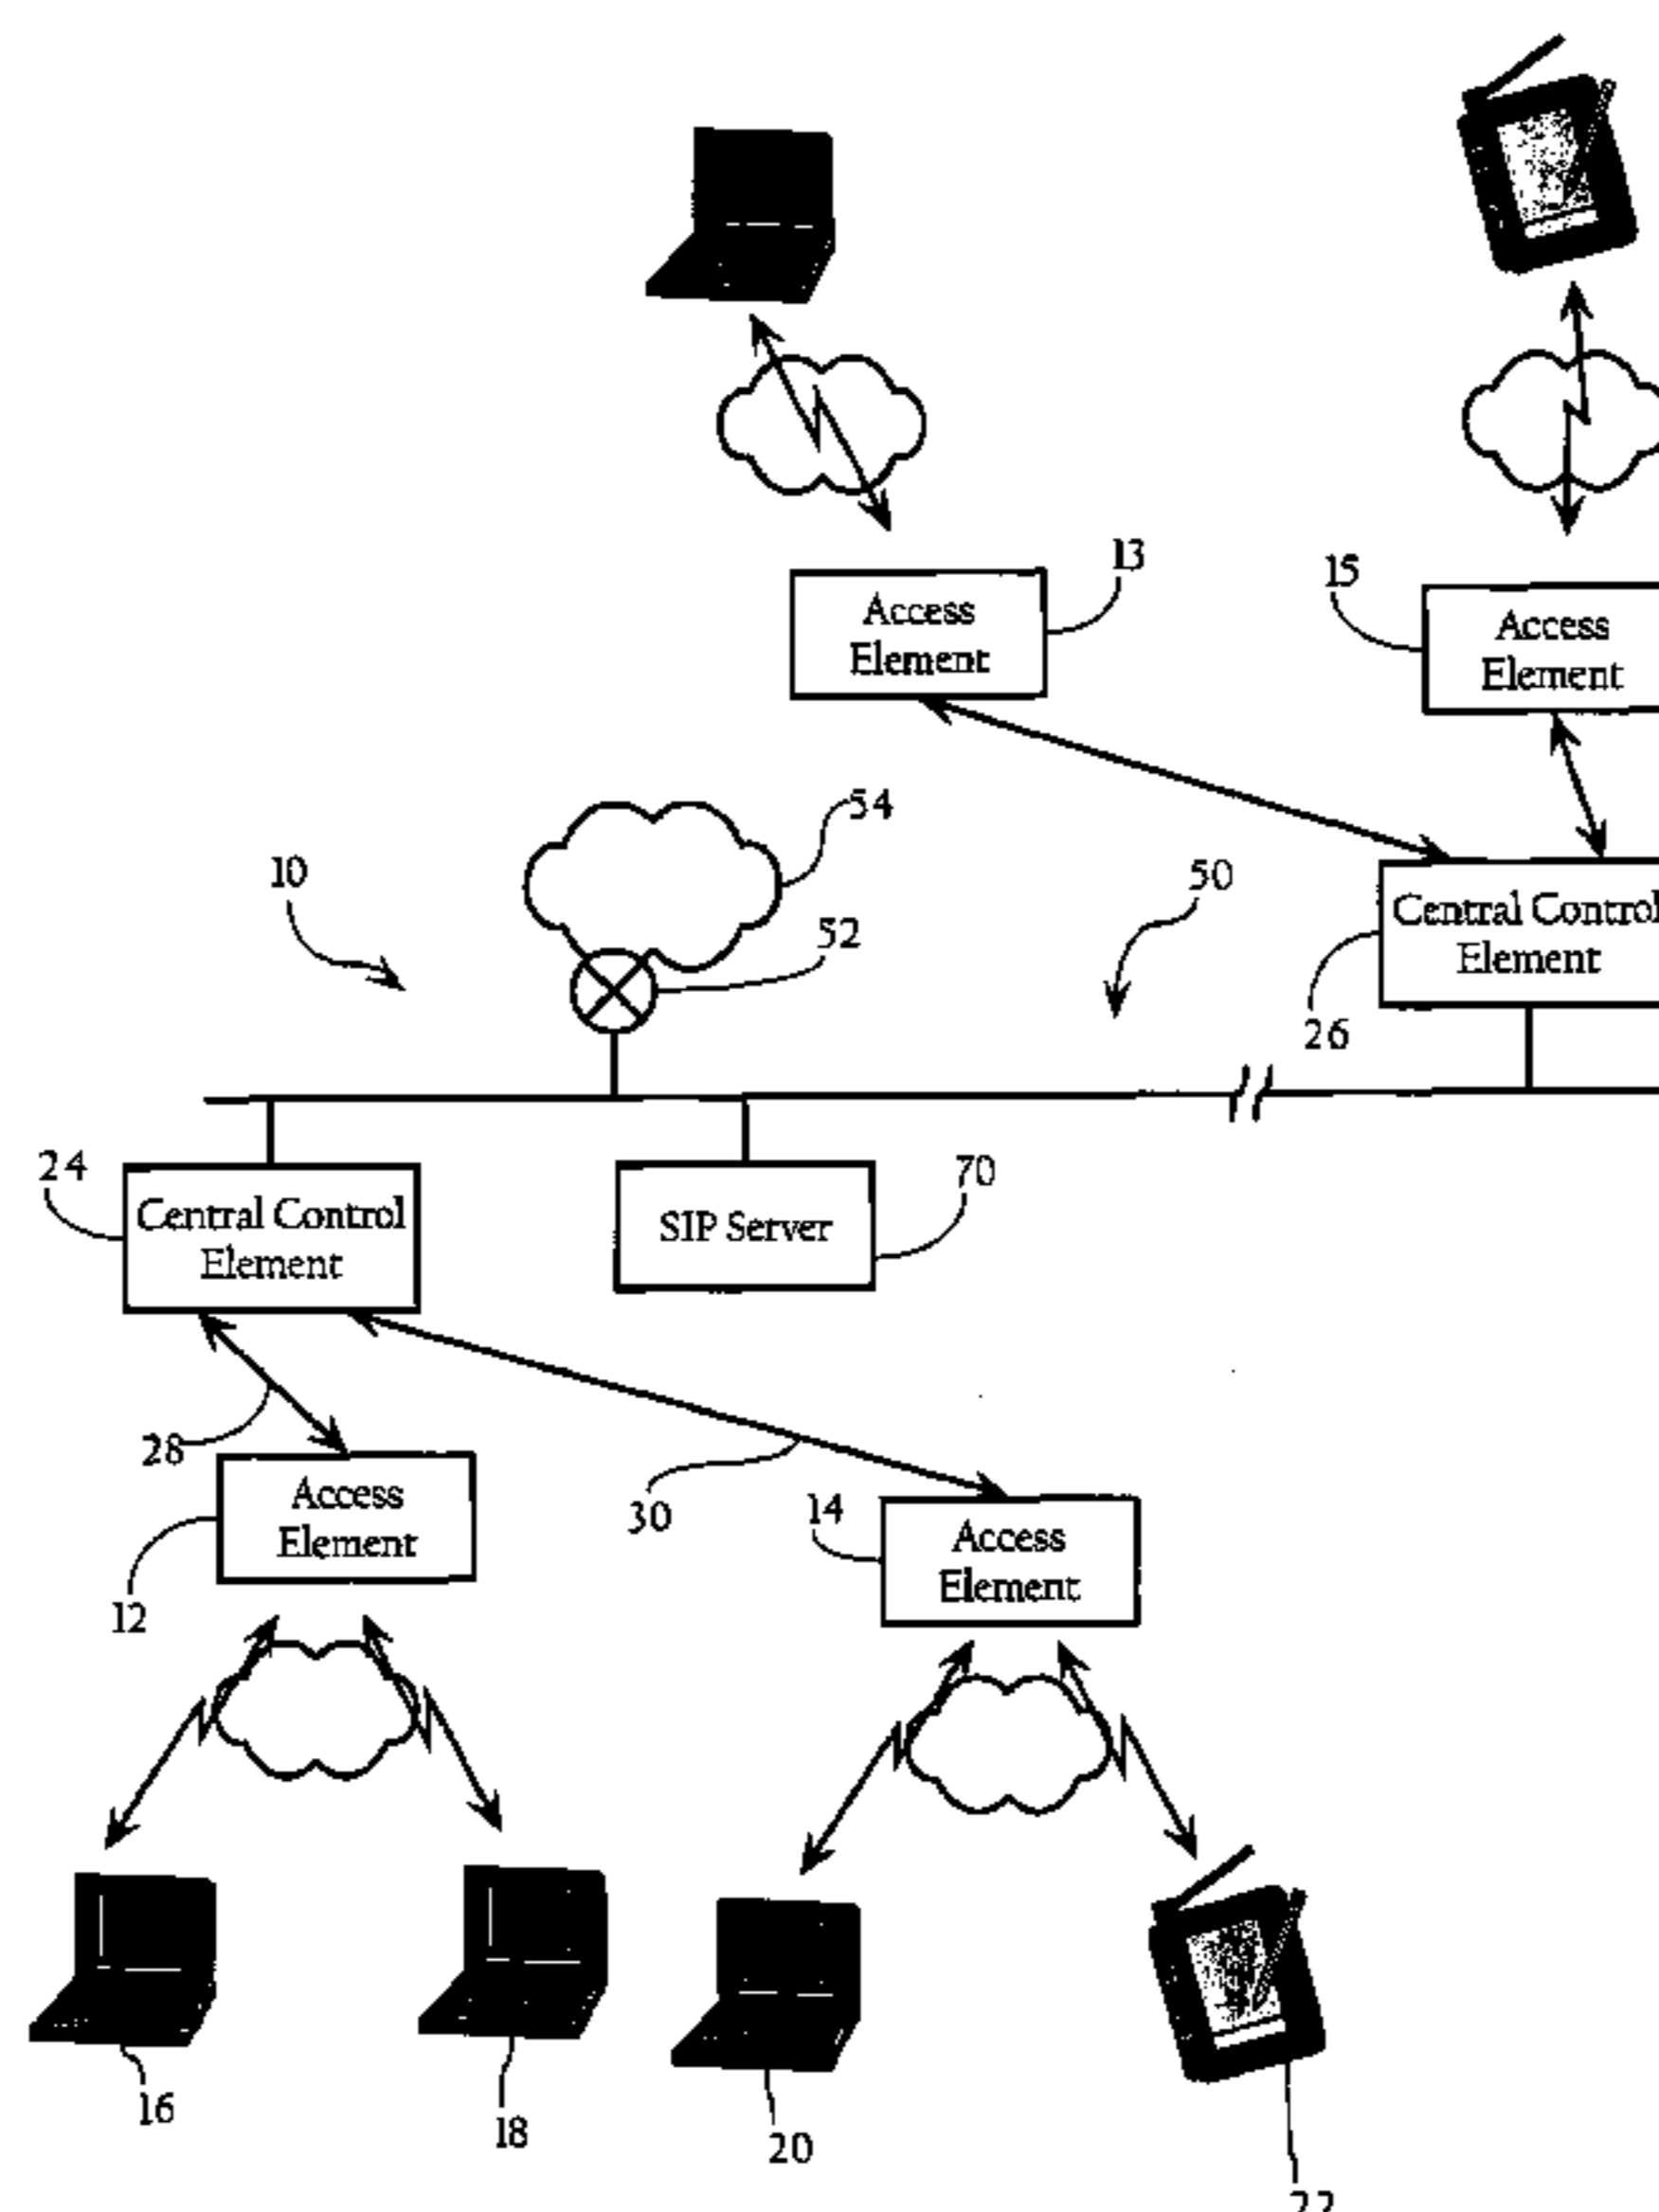 13
15
Access
Element
Access
Element
54
10
50
52
Central Control
Element
26
24
70
Central Control
Element
SIP Server
28
30
14
Access
Element
Access
Element
12
16
18
20
22